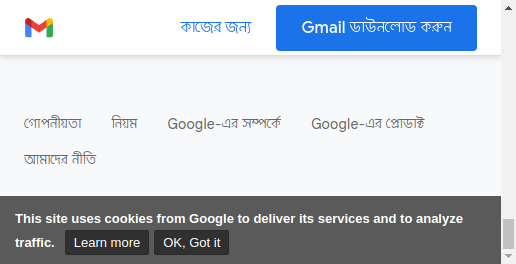 কাজের জন্য Gmail ডাউনলোড করুন
গোপনীয়তা নিয়ম Google-এর সম্পর্কে Google-এর প্রোডাক্ট
আমাদের নীতি
This site uses cookies from Google to deliver its services and to analyze
traffic. Learn more OK, Got it